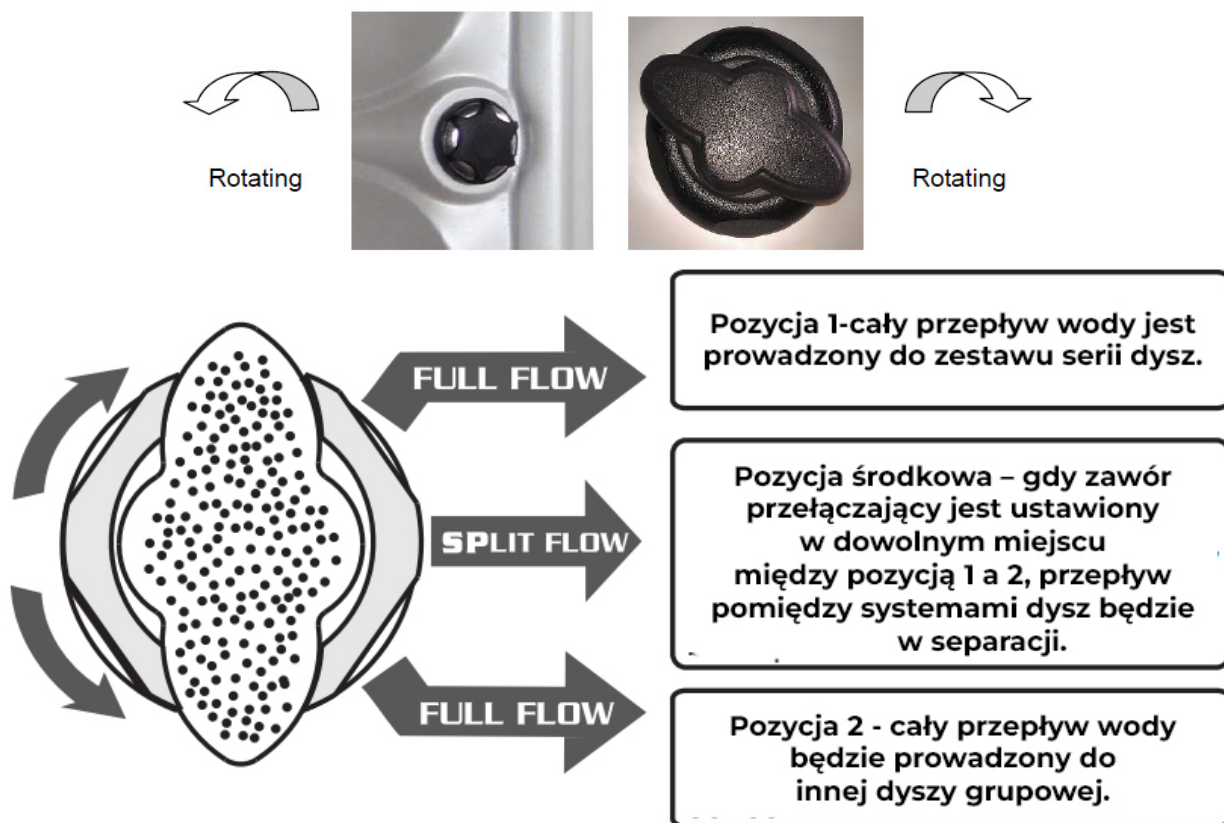 Rotating
Rotating
FULL FLOW
Pozycja 1-cały przepływ wody jest
prowadzony do zestawu serii dysz.
SPLIT FLOW
Pozycja środkowa – gdy zawór
przełączający jest ustawiony
w dowolnym miejscu
między pozycją 1 a 2, przepływ
pomiędzy systemami dysz będzie
w separacji.
FULL FLOW
Pozycja 2 - cały przepływ wody
będzie prowadzony do
innej dyszy grupowej.